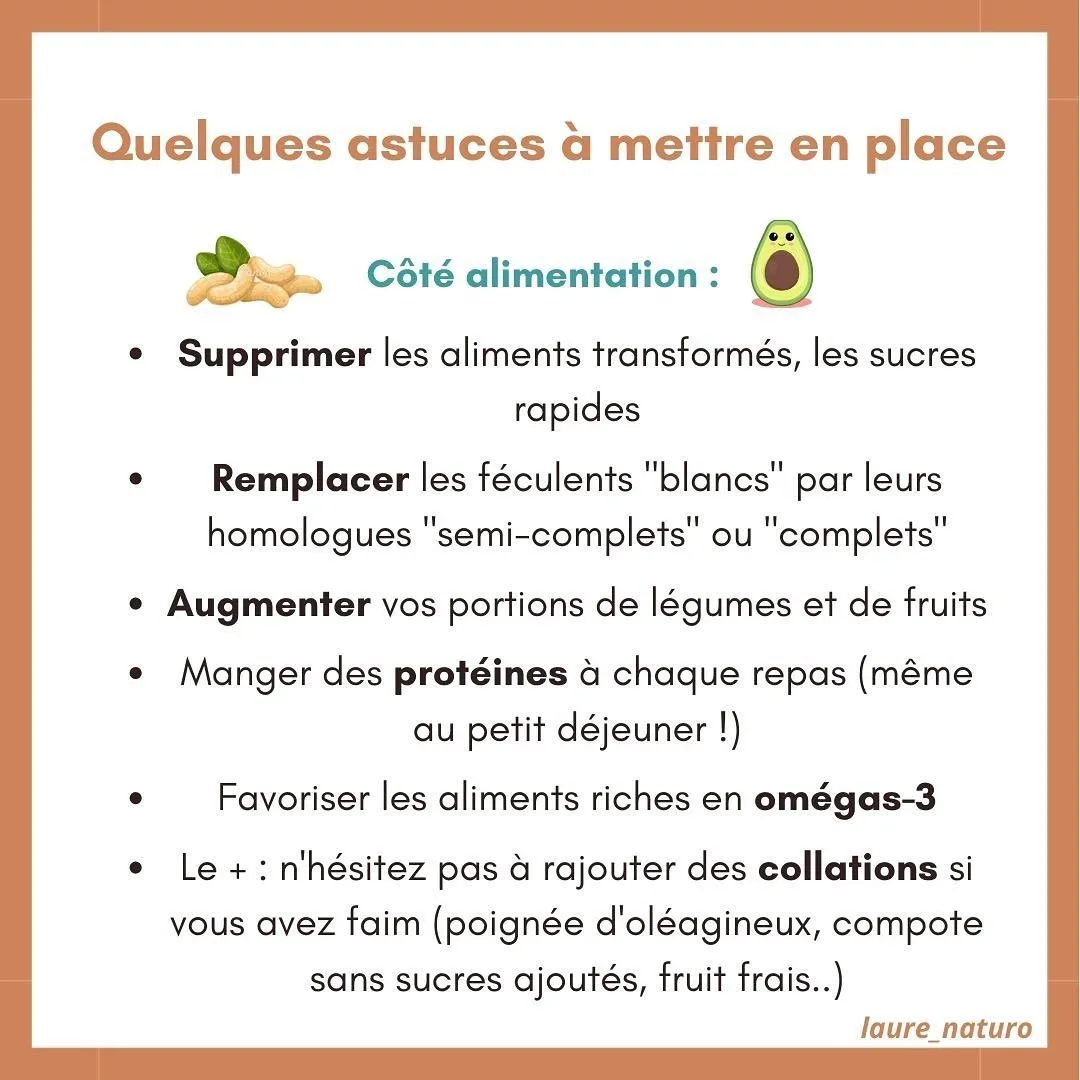 Quelques astuces à mettre en place
Côté alimentation :
• Supprimer les aliments transformés, les sucres
rapides
• Remplacer les féculents "blancs" par leurs
homologues "semi-complets" ou "complets"
• Augmenter vos portions de légumes et de fruits
• Manger des protéines à chaque repas (même
au petit déjeuner !)
• Favoriser les aliments riches en omégas-3
• Le + : n'hésitez pas à rajouter des collations si
vous avez faim (poignée d'oléagineux, compote
sans sucres ajoutés, fruit frais..)
laure_naturo